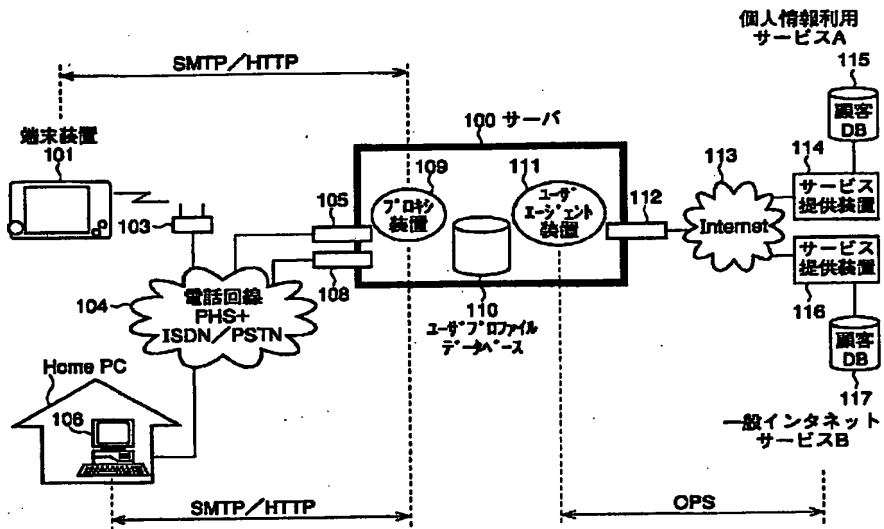 個人情報利用
サービスA
115
顧客
DB
SMTP/HTTP
端末装置
101
103
104
電話回線
PHS+
ISDN/PSTN
105
108
100 サーバ
109
プロキシ
装置
110
ユーザプロファイル
データベース
111
ユーザ
エージェント
装置
112
113
Internet
114
サービス
提供装置
サービス
提供装置
116
顧客
DB
117
一般インタネット
サービスB
Home PC
106
SMTP/HTTP
OPS